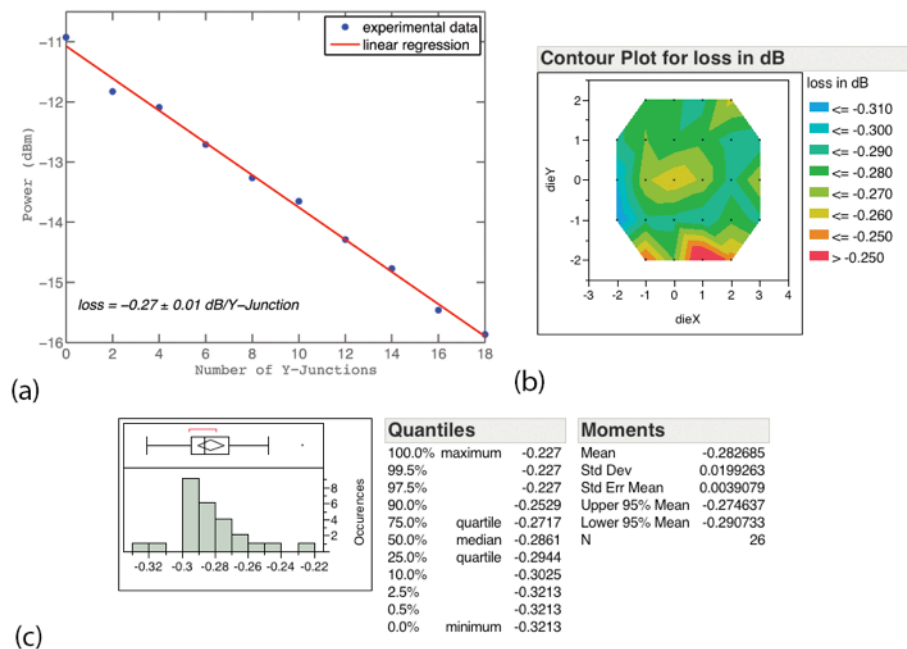 (a)
-11
-12
-13
-14
-15
-16
Power (dBm)
experimental data
linear regression
loss = -0.27 ± 0.01 dB/Y-Junction
0 2 4 6 8 10 12 14 16 18
Number of Y-Junctions
(b)
Contour Plot for loss in dB
dieY
2
1
0
-1
-2
-3 -2 -1 0 1 2 3 4
dieX
loss in dB
<= -0.310
<= -0.300
<= -0.290
<= -0.280
<= -0.270
<= -0.260
<= -0.250
> -0.250
(c)
8
6
4
2
Occurences
-0.32 -0.3 -0.28 -0.26 -0.24 -0.22
Quantiles
100.0% maximum -0.227
99.5% -0.227
97.5% -0.227
90.0% -0.2529
75.0% quartile -0.2717
50.0% median -0.2861
25.0% quartile -0.2944
10.0% -0.3025
2.5% -0.3213
0.5% -0.3213
0.0% minimum -0.3213
Moments
Mean -0.282685
Std Dev 0.0199263
Std Err Mean 0.0039079
Upper 95% Mean -0.274637
Lower 95% Mean -0.290733
N 26